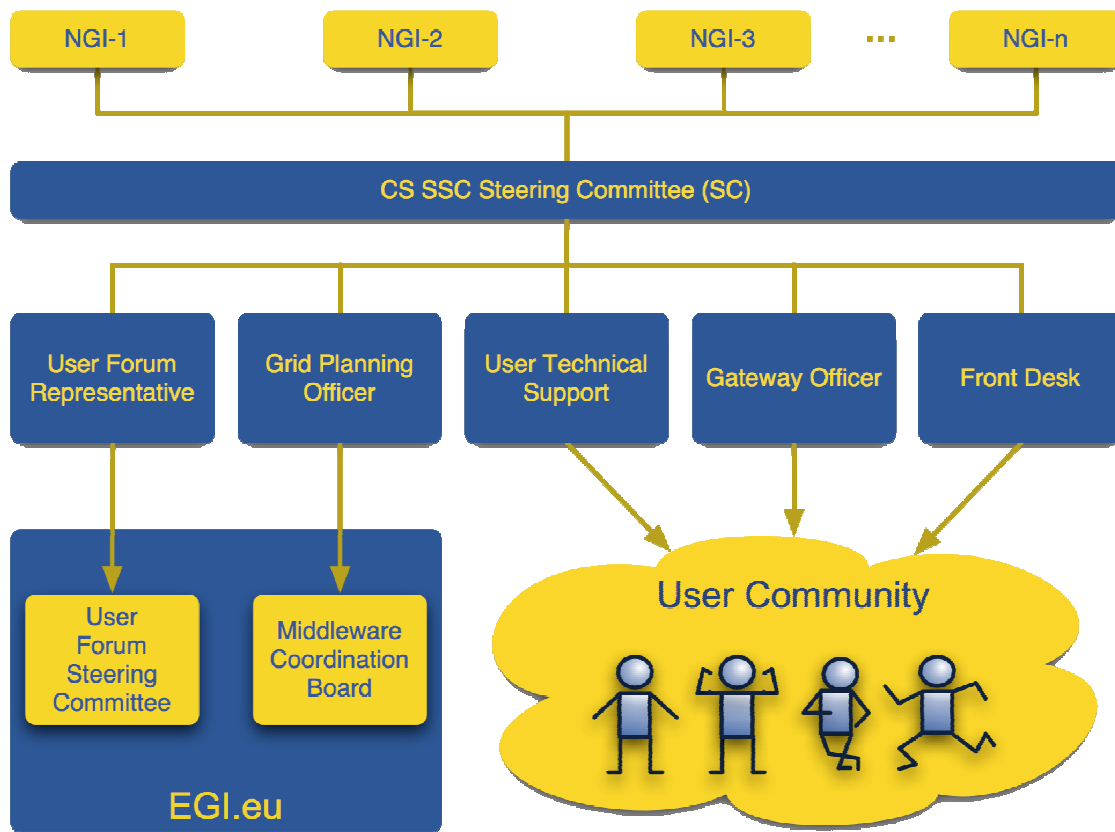 NGI-1
NGI-2
NGI-3
...
NGI-n
CS SSC Steering Committee (SC)
User Forum
Representative
Grid Planning
Officer
User Technical
Support
Gateway Officer
Front Desk
User
Forum
Steering
Committee
Middleware
Coordination
Board
EGI.eu
User Community